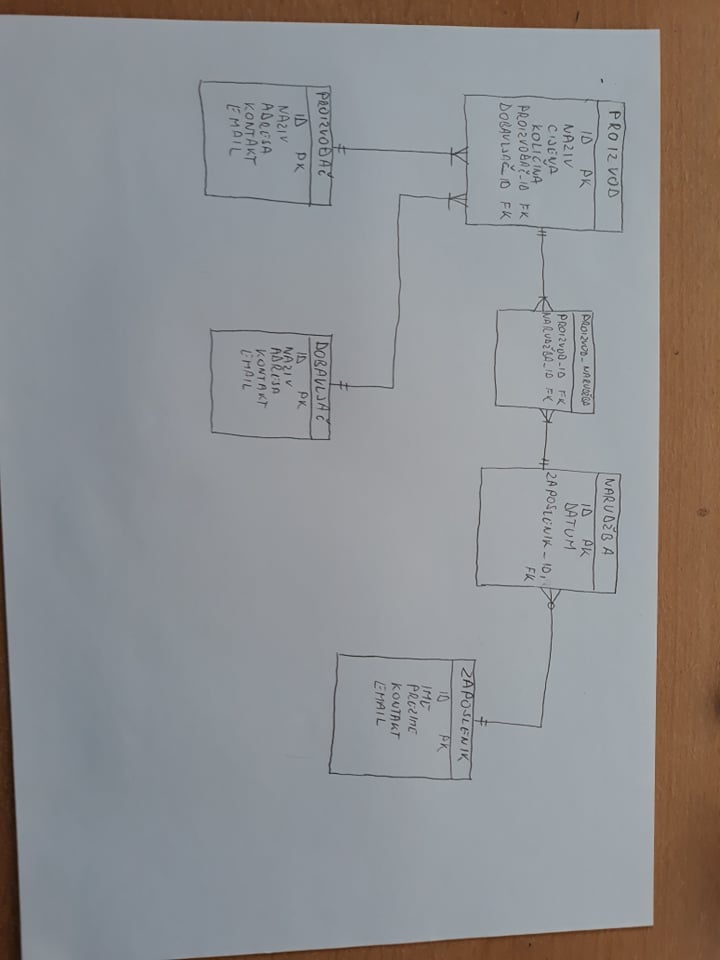 PROIZVOD
ID PK
NAZIV
CIJENA
KOLIČINA
PROIZVOĐAČ_ID FK
DOBAVLJAČ_ID FK
PROIZVOD_NARUDŽBA
PROIZVOD_ID FK
NARUDŽBA_ID FK
NARUDŽBA
ID PK
DATUM
ZAPOSLENIK_ID,
FK
PROIZVOĐAČ
ID PK
NAZIV
ADRESA
KONTAKT
EMAIL
DOBAVLJAČ
ID PK
NAZIV
ADRESA
KONTAKT
EMAIL
ZAPOSLENIK
ID PK
IME
PREZIME
KONTAKT
EMAIL